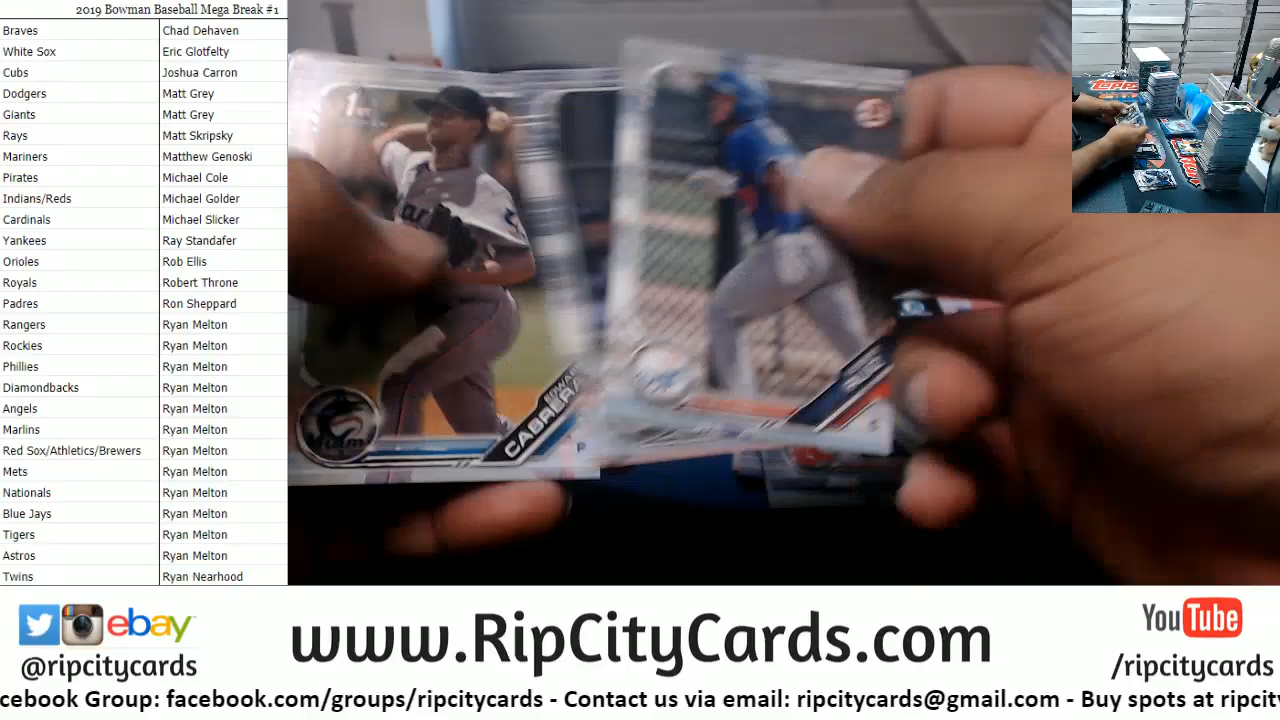 2019 Bowman Baseball Mega Break #1
Braves Chad Dehaven
White Sox Eric Glotfelty
Cubs Joshua Carron
Dodgers Matt Grey
Giants Matt Grey
Rays Matt Skripsky
Mariners Matthew Genoski
Pirates Michael Cole
Indians/Reds Michael Golder
Cardinals Michael Slicker
Yankees Ray Standafer
Orioles Rob Ellis
Royals Robert Throne
Padres Ron Sheppard
Rangers Ryan Melton
Rockies Ryan Melton
Phillies Ryan Melton
Diamondbacks Ryan Melton
Angels Ryan Melton
Marlins Ryan Melton
Red Sox/Athletics/Brewers Ryan Melton
Mets Ryan Melton
Nationals Ryan Melton
Blue Jays Ryan Melton
Tigers Ryan Melton
Astros Ryan Melton
Twins Ryan Nearhood
CABRERA
P
TOPPS
ebay
@ripcitycards
www.RipCityCards.com
YouTube
/ripcitycards
cebook Group: facebook.com/groups/ripcitycards - Contact us via email: ripcitycards@gmail.com - Buy spots at ripcity